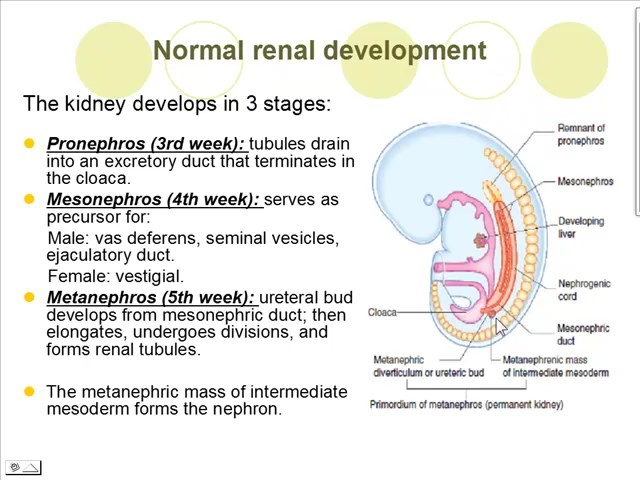 Normal renal development
The kidney develops in 3 stages:
Pronephros (3rd week): tubules drain
into an excretory duct that terminates in
the cloaca.
Mesonephros (4th week): serves as
precursor for:
Male: vas deferens, seminal vesicles,
ejaculatory duct.
Female: vestigial.
Metanephros (5th week): ureteral bud
develops from mesonephric duct; then
elongates, undergoes divisions, and
forms renal tubules.
The metanephric mass of intermediate
mesoderm forms the nephron.
Remnant of
pronephros
Mesonephros
Developing
liver
Nephrogenic
cord
Cloaca
Mesonephric
duct
Metanephric
diverticulum or ureteric bud
Metanephrenic mass
of intermediate mesoderm
Primordium of metanephros (permanent kidney)